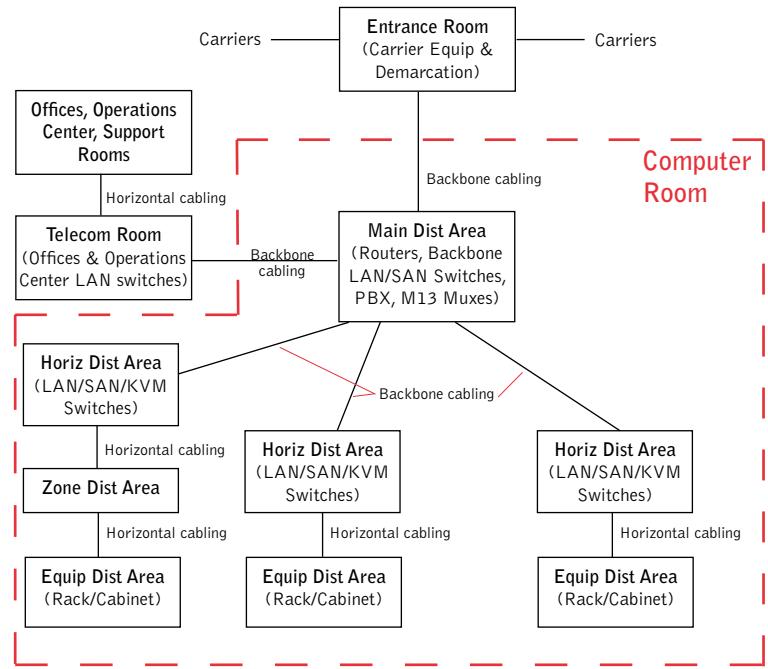 Entrance Room
(Carrier Equip &
Demarcation)
Carriers
Carriers
Offices, Operations
Center, Support
Rooms
Computer
Room
Backbone cabling
Horizontal cabling
Telecom Room
(Offices & Operations
Center LAN switches)
Backbone
cabling
Main Dist Area
(Routers, Backbone
LAN/SAN Switches,
PBX, M13 Muxes)
Horiz Dist Area
(LAN/SAN/KVM
Switches)
Backbone cabling
Horizontal cabling
Horiz Dist Area
(LAN/SAN/KVM
Switches)
Horiz Dist Area
(LAN/SAN/KVM
Switches)
Zone Dist Area
Horizontal cabling
Horizontal cabling
Horizontal cabling
Equip Dist Area
(Rack/Cabinet)
Equip Dist Area
(Rack/Cabinet)
Equip Dist Area
(Rack/Cabinet)